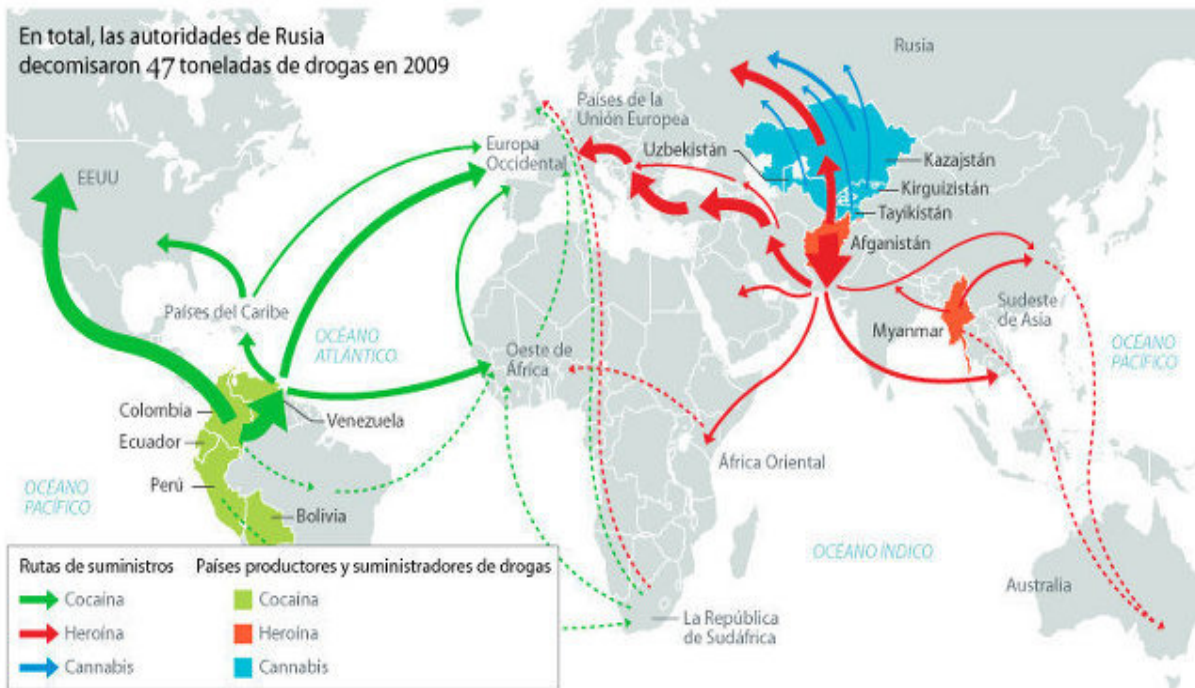 En total, las autoridades de Rusia
decomisaron 47 toneladas de drogas en 2009
Rusia
Países de la
Unión Europea
Europa
Occidental
Uzbekistán
Kazajstán
Kirguizistán
Tayikistán
Afganistán
EEUU
Países del Caribe
OCÉANO
ATLÁNTICO
Oeste de
África
Myanmar
Sudeste
de Asia
OCÉANO
PACÍFICO
Colombia
Venezuela
Ecuador
Perú
Bolivia
OCÉANO
PACÍFICO
África Oriental
OCÉANO ÍNDICO
Australia
La República
de Sudáfrica
Rutas de suministros
Cocaína
Heroína
Cannabis
Países productores y suministradores de drogas
Cocaína
Heroína
Cannabis